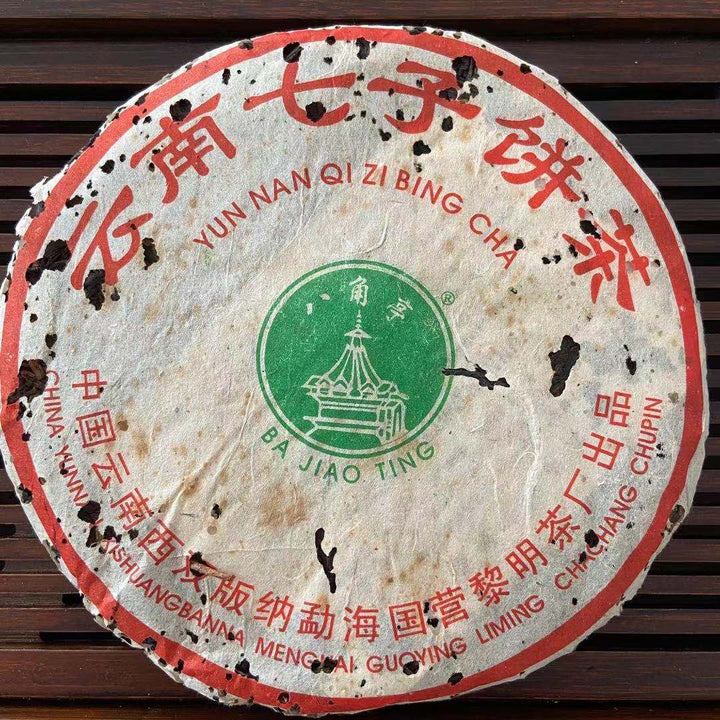 云南七子饼茶
YUN NAN QI ZI BING CHA
八角亭
®
BA JIAO TING
中国云南西双版纳勐海国营黎明茶厂出品
CHINA YUNNAN XISHUANGBANNA MENGHAI GUOYING LIMING CHACHANG CHUPIN